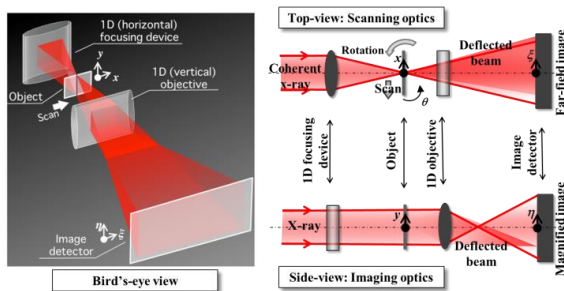 1D (horizontal)
focusing device
y
x
1D (vertical)
objective
Object
Scan
η
ξ
Image
detector
Bird's-eye view
Top-view: Scanning optics
Rotation
Deflected
beam
x
ξ
Coherent
x-ray
Scan
θ
Far-field image
1D focusing
device
Object
1D objective
Image
detector
X-ray
y
η
Deflected
beam
Magnified image
Side-view: Imaging optics